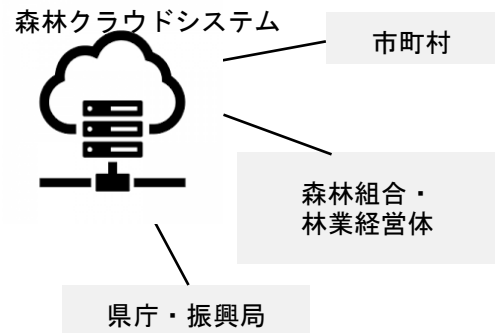 森林クラウドシステム
市町村
森林組合・
林業経営体
県庁・振興局